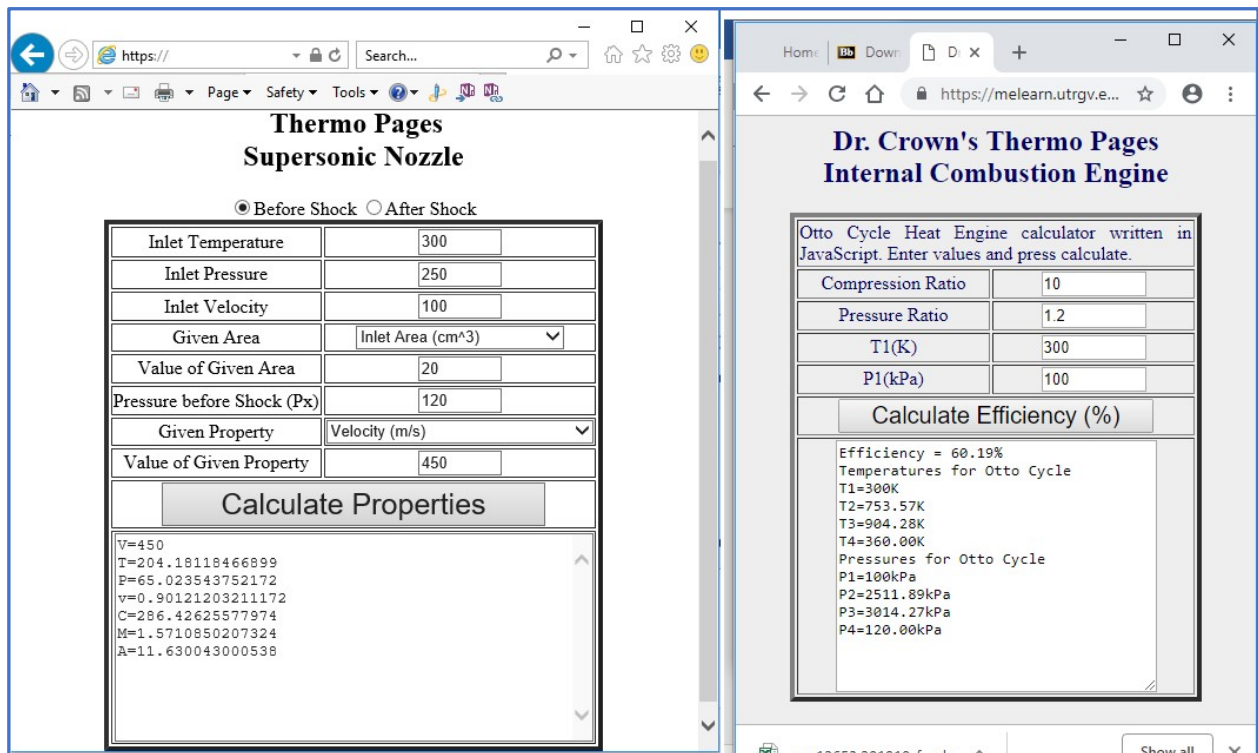 https://
Search...
Page Safety Tools
Thermo Pages
Supersonic Nozzle
Before Shock After Shock
Inlet Temperature 300
Inlet Pressure 250
Inlet Velocity 100
Given Area Inlet Area (cm^3)
Value of Given Area 20
Pressure before Shock (Px) 120
Given Property Velocity (m/s)
Value of Given Property 450
Calculate Properties
V=450
T=204.18118466899
P=65.023543752172
v=0.90121203211172
C=286.42625577974
M=1.5710850207324
A=11.630043000538
Home Bb Down D
https://melearn.utrgv.e...
Dr. Crown's Thermo Pages
Internal Combustion Engine
Otto Cycle Heat Engine calculator written in
JavaScript. Enter values and press calculate.
Compression Ratio 10
Pressure Ratio 1.2
T1(K) 300
P1(kPa) 100
Calculate Efficiency (%)
Efficiency = 60.19%
Temperatures for Otto Cycle
T1=300K
T2=753.57K
T3=904.28K
T4=360.00K
Pressures for Otto Cycle
P1=100kPa
P2=2511.89kPa
P3=3014.27kPa
P4=120.00kPa
Show all